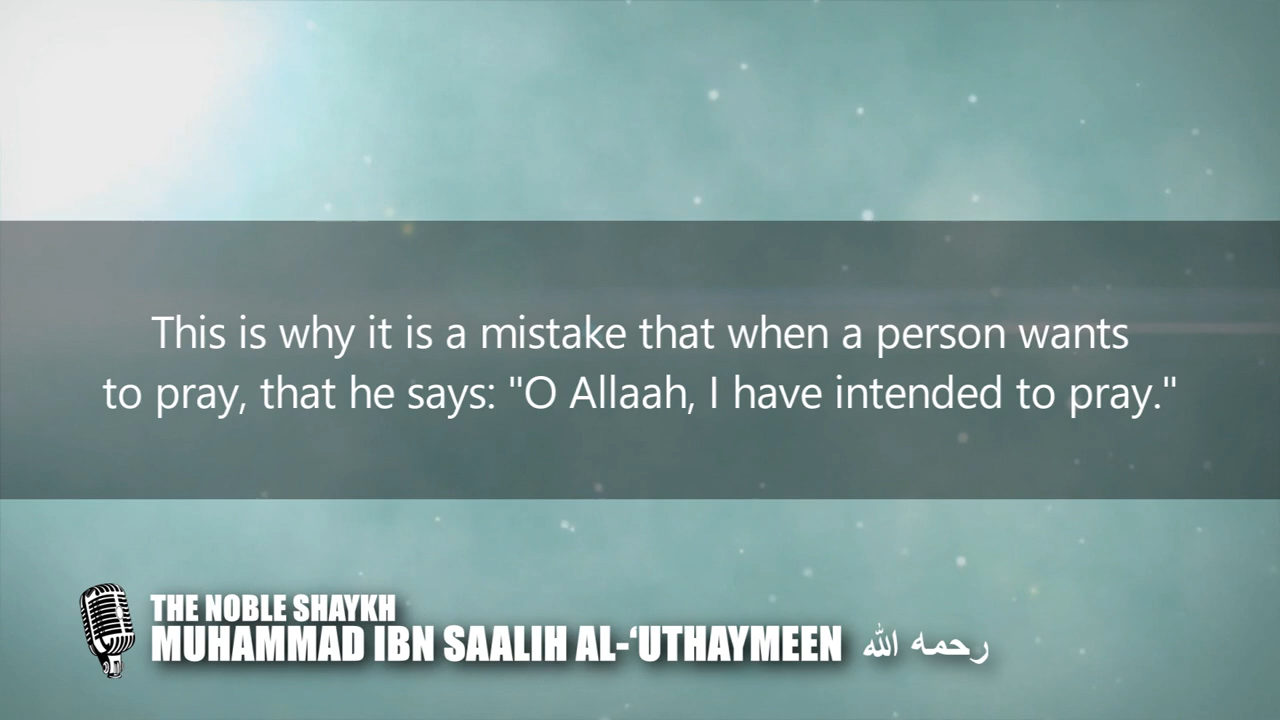 This is why it is a mistake that when a person wants
to pray, that he says: "O Allaah, I have intended to pray."
THE NOBLE SHAYKH
MUHAMMAD IBN SAALIH AL-‘UTHAYMEEN رحمه الله